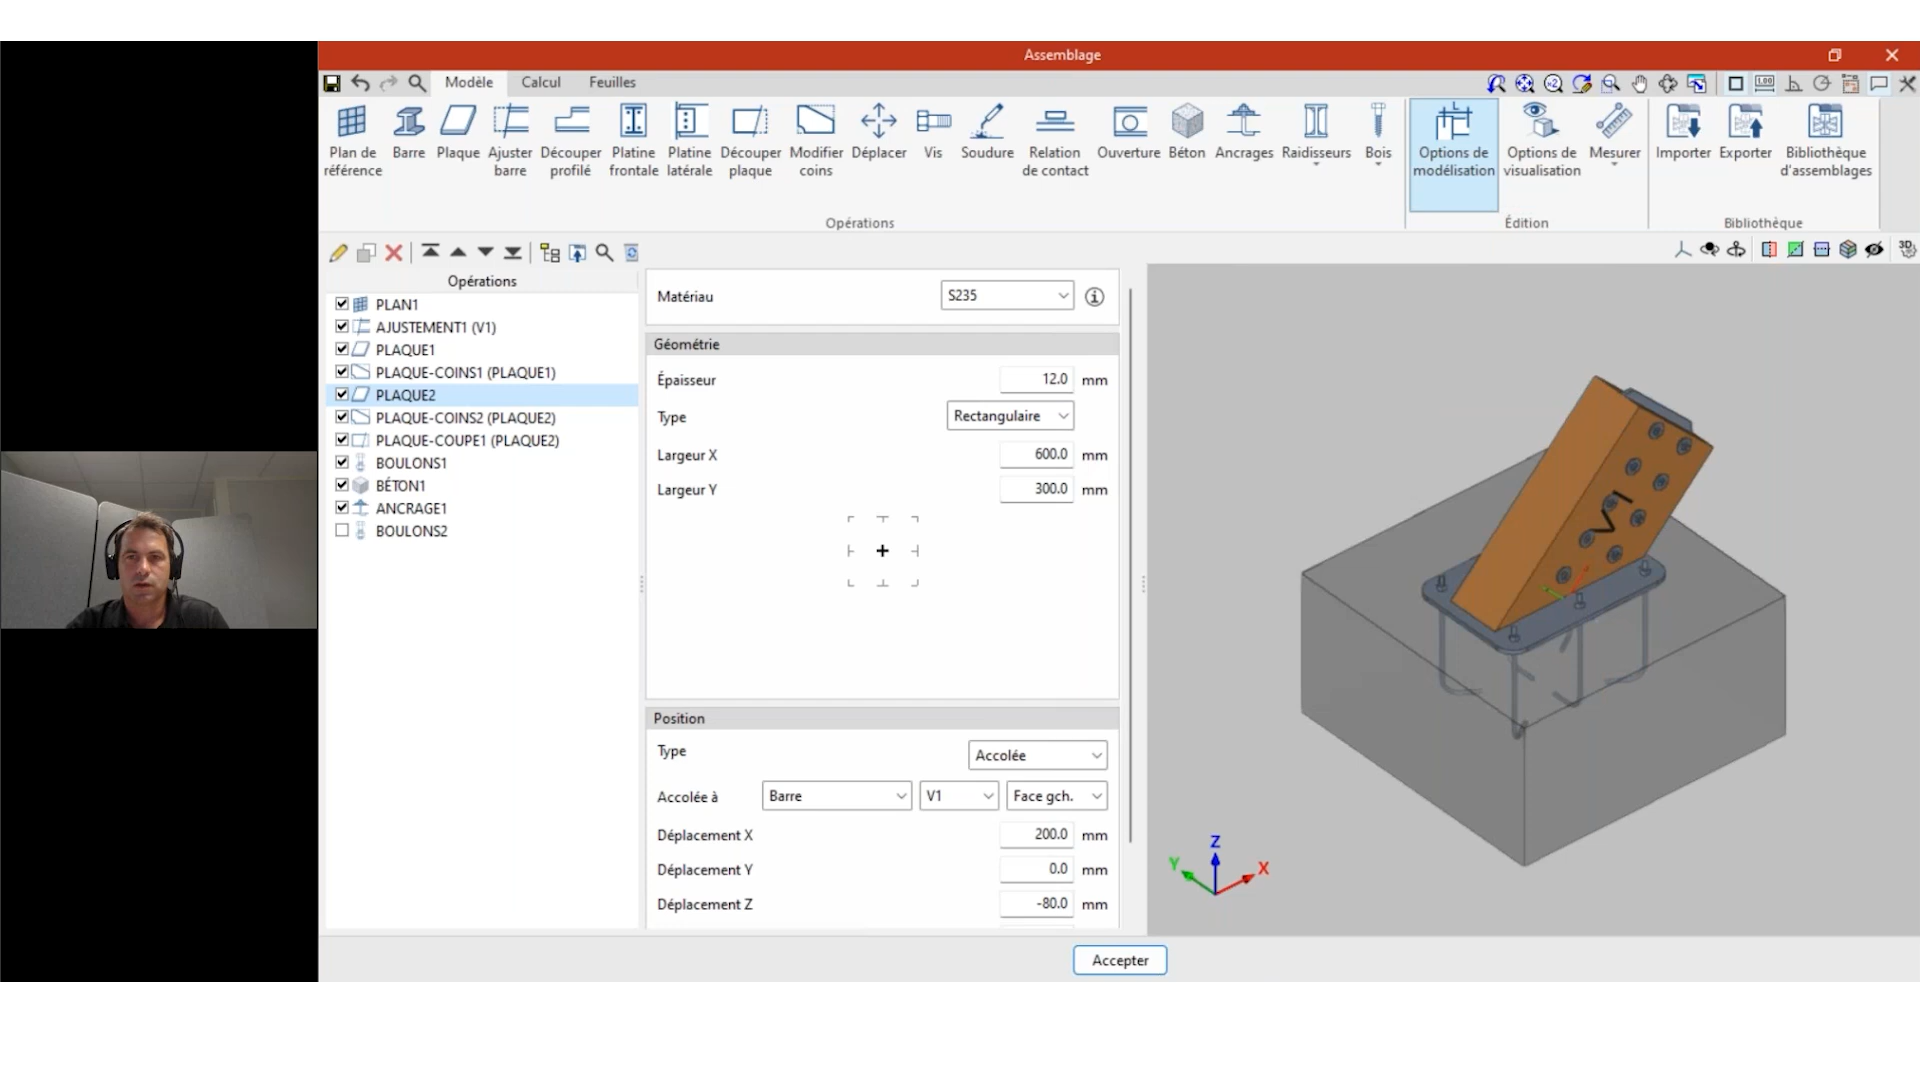 Assemblage
Modèle Calcul Feuilles
Plan de référence Barre Plaque Ajuster barre Découper profilé Platine frontale Platine latérale Découper plaque Modifier coins Déplacer Vis Soudure Relation de contact Ouverture Béton Ancrages Raidisseurs Bois Options de modélisation Options de visualisation Mesurer Importer Exporter Bibliothèque d'assemblages
Opérations Édition Bibliothèque
Opérations
PLAN1
AJUSTEMENT1 (V1)
PLAQUE1
PLAQUE-COINS1 (PLAQUE1)
PLAQUE2
PLAQUE-COINS2 (PLAQUE2)
PLAQUE-COUPE1 (PLAQUE2)
BOULONS1
BÉTON1
ANCRAGE1
BOULONS2
Matériau S235
Géométrie
Épaisseur 12.0 mm
Type Rectangulaire
Largeur X 600.0 mm
Largeur Y 300.0 mm
Position
Type Accolée
Accolée à Barre V1 Face gch.
Déplacement X 200.0 mm
Déplacement Y 0.0 mm
Déplacement Z -80.0 mm
Accepter
3D
V1
Z
Y X